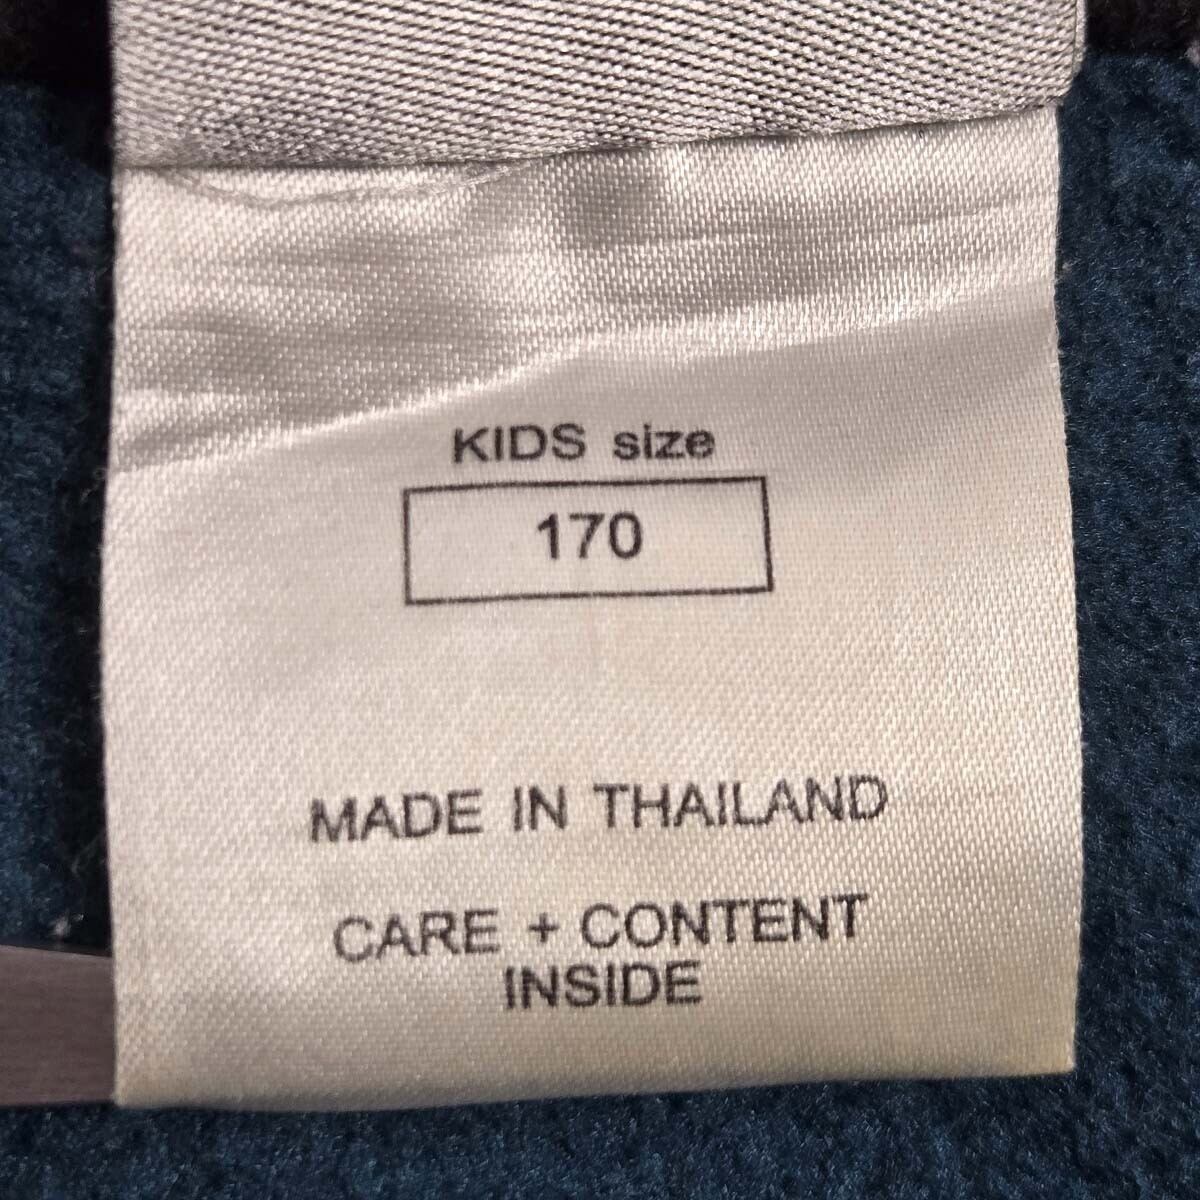 KIDS size
170
MADE IN THAILAND
CARE + CONTENT
INSIDE